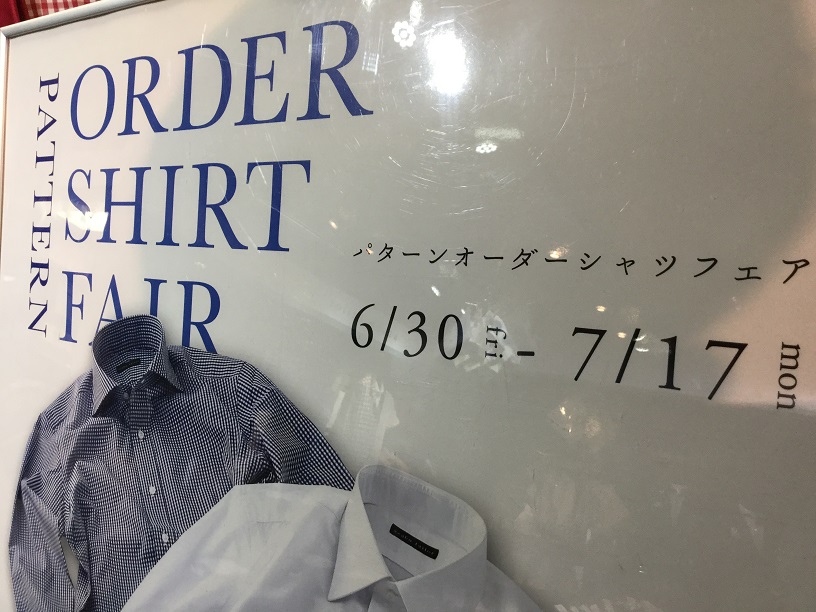 PATTERN
ORDER
SHIRT
FAIR
パターンオーダーシャツフェア
6/30 fri - 7/17 mon